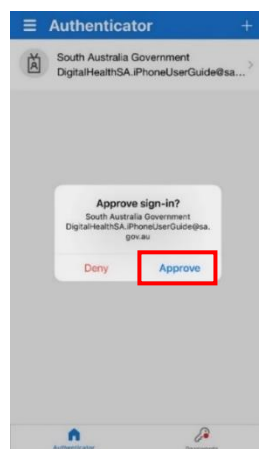 Authenticator
South Australia Government
DigitalHealthSA.iPhoneUserGuide@sa...
Approve sign-in?
South Australia Government
DigitalHealthSA.iPhoneUserGuide@sa.
gov.au
Deny
Approve
Authenticator